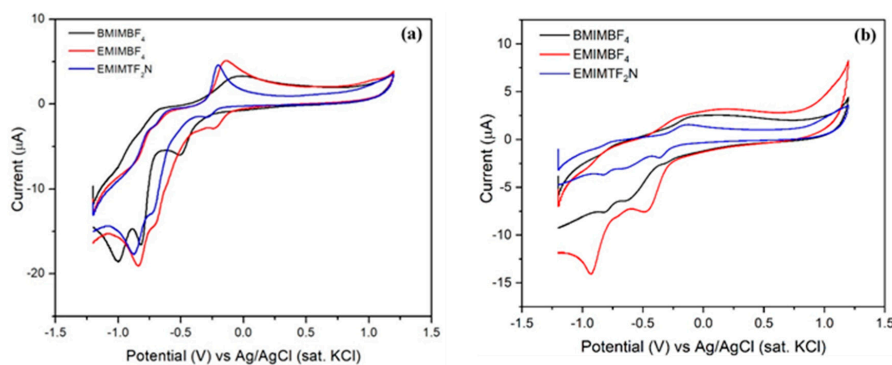 (a)
BMIMBF₄
EMIMBF₄
EMIMTF₂N
10
0
-10
-20
Current (μA)
-1.5 -1.0 -0.5 0.0 0.5 1.0 1.5
Potential (V) vs Ag/AgCl (sat. KCl)
(b)
BMIMBF₄
EMIMBF₄
EMIMTF₂N
10
5
0
-5
-10
-15
Current (μA)
-1.5 -1.0 -0.5 0.0 0.5 1.0 1.5
Potential (V) vs Ag/AgCl (sat. KCl)